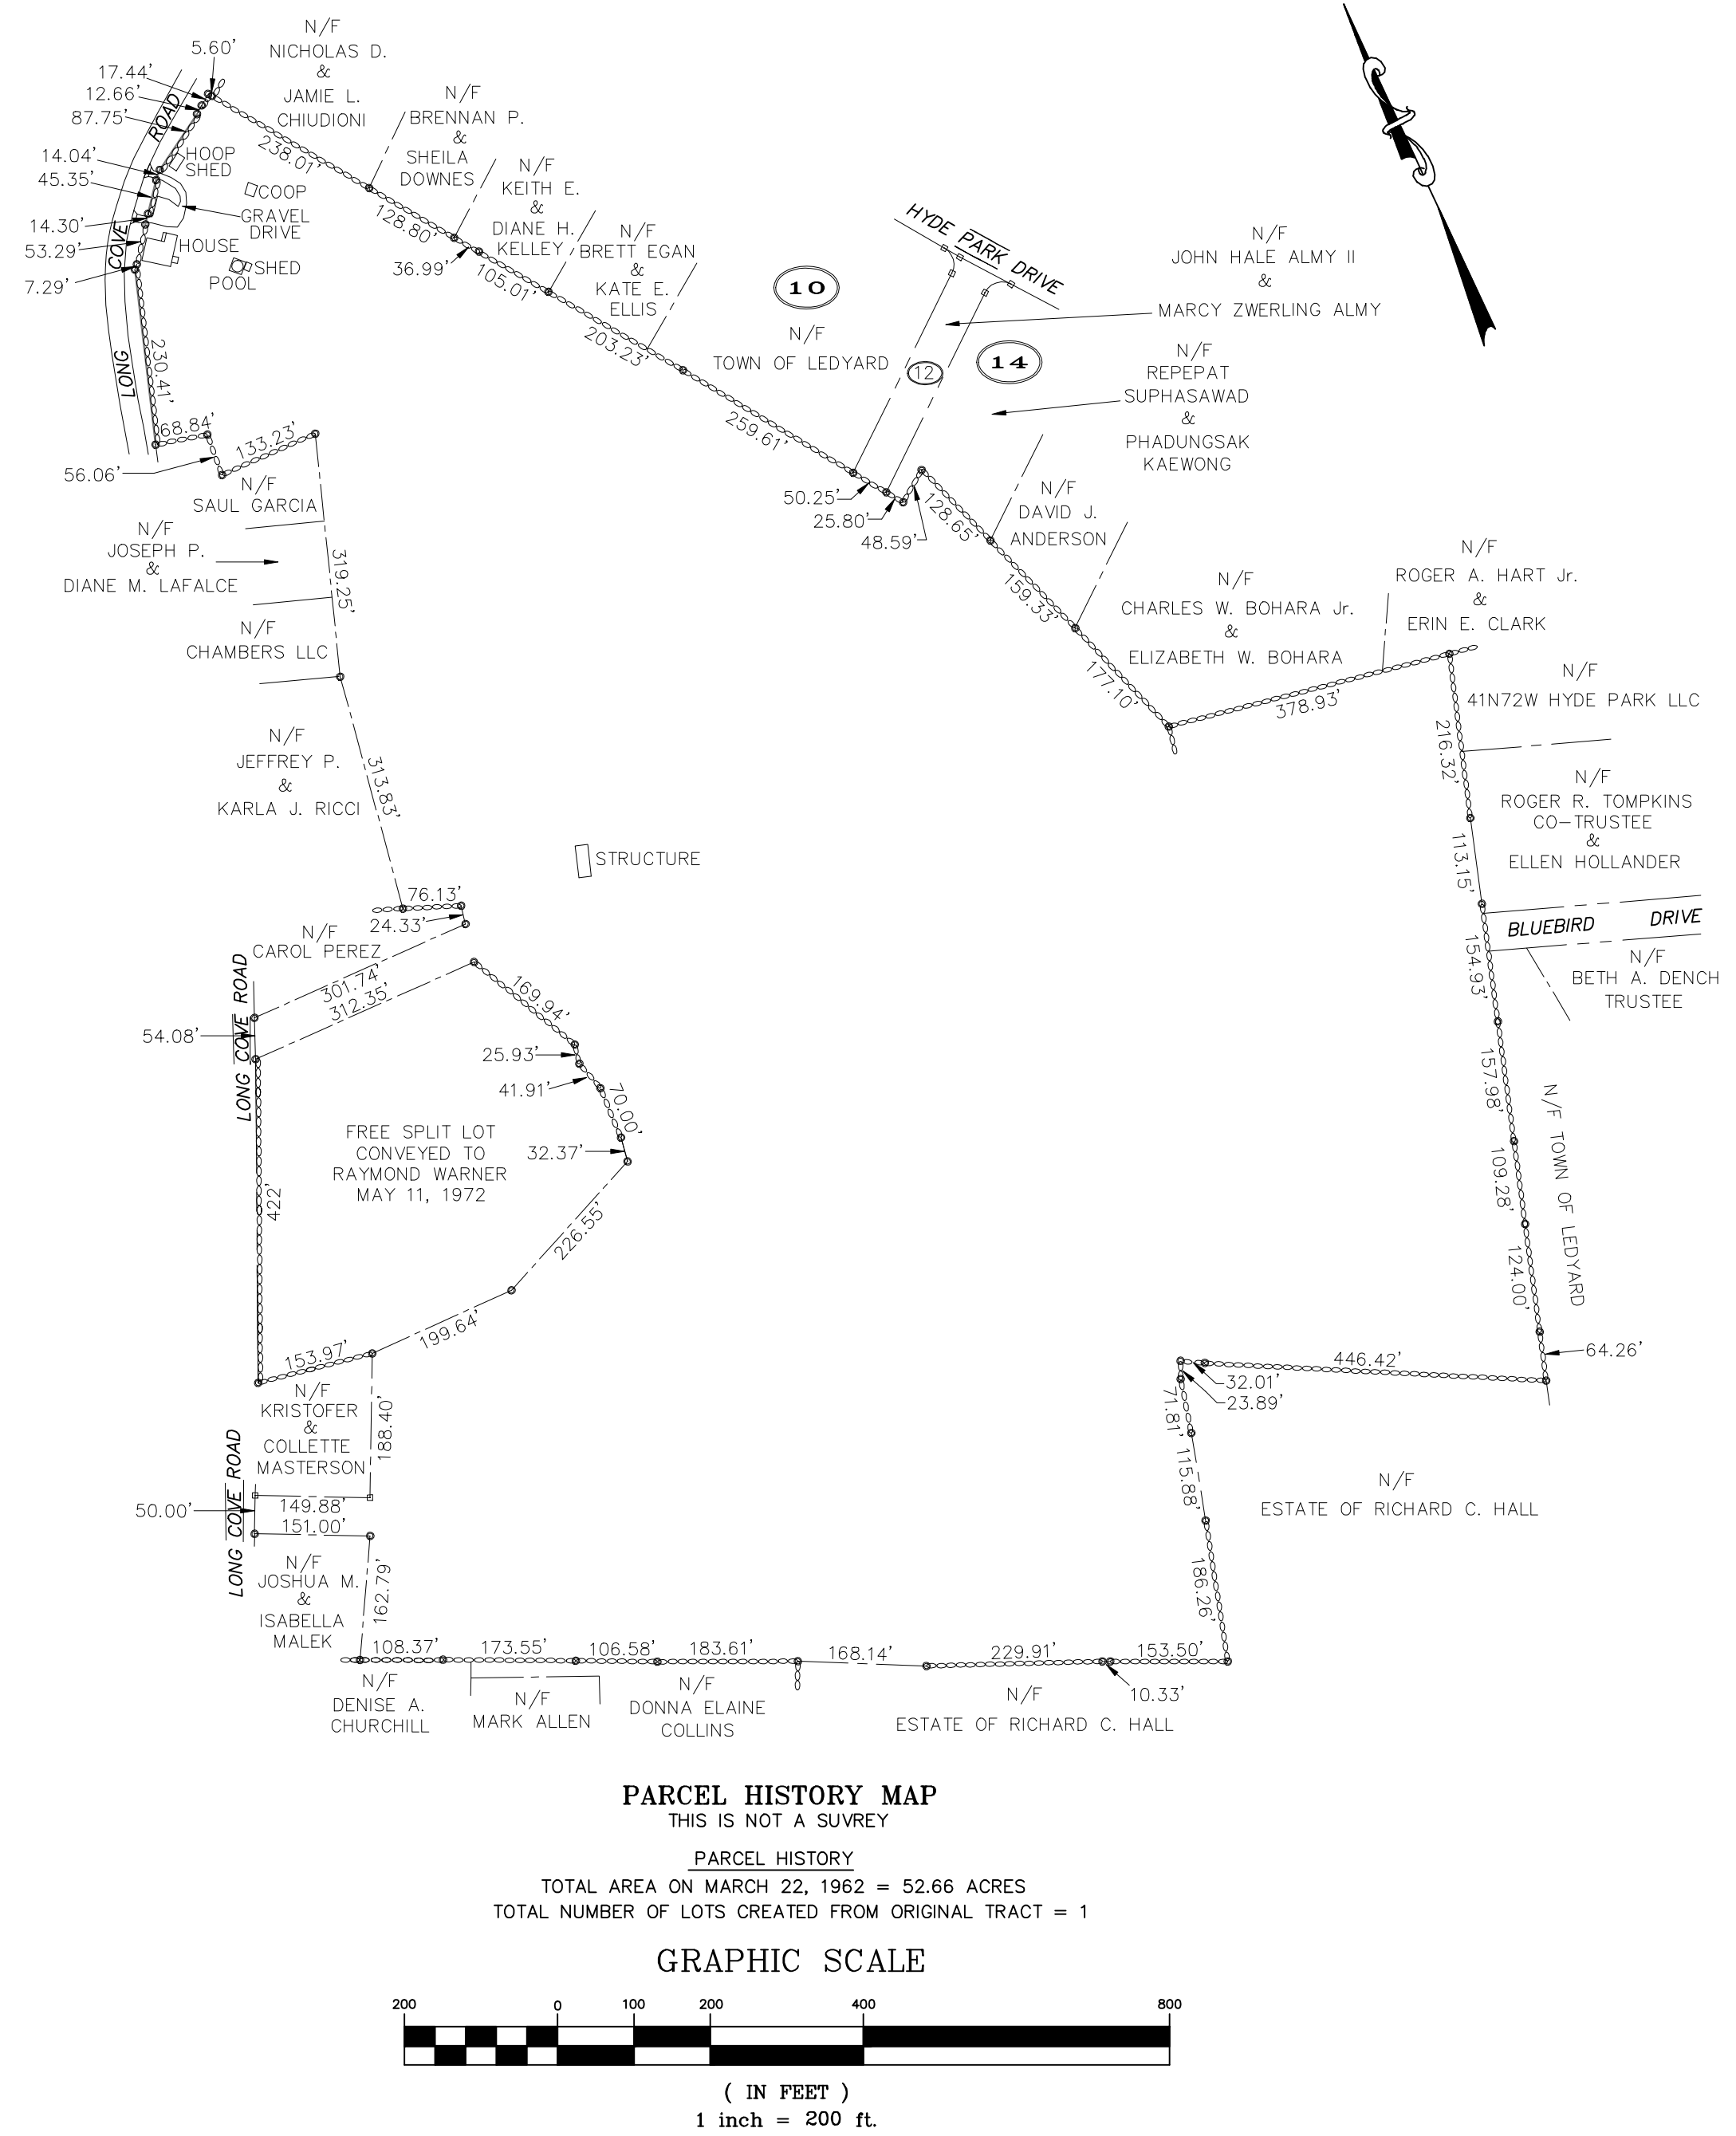 N/F
NICHOLAS D.
&
JAMIE L.
CHIUDIONI
5.60'
17.44'
12.66'
87.75'
14.04'
45.35'
14.30'
53.29'
7.29'
LONG COVE ROAD
HOOP
SHED
COOP
GRAVEL
DRIVE
HOUSE
SHED
POOL
238.01'
N/F
BRENNAN P.
&
SHEILA
DOWNES
128.80'
36.99'
N/F
KEITH E.
&
DIANE H.
KELLEY
105.01'
N/F
BRETT EGAN
&
KATE E.
ELLIS
203.23'
10
N/F
TOWN OF LEDYARD
259.61'
HYDE PARK DRIVE
12
14
N/F
JOHN HALE ALMY II
&
MARCY ZWERLING ALMY
N/F
REPEPAT
SUPHASAWAD
&
PHADUNGSAK
KAEWONG
230.41'
68.84'
56.06'
133.23'
N/F
SAUL GARCIA
N/F
JOSEPH P.
&
DIANE M. LAFALCE
319.25'
N/F
CHAMBERS LLC
N/F
JEFFREY P.
&
KARLA J. RICCI
313.83'
50.25'
25.80'
48.59'
128.65'
N/F
DAVID J.
ANDERSON
159.33'
N/F
CHARLES W. BOHARA Jr.
&
ELIZABETH W. BOHARA
177.10'
378.93'
N/F
ROGER A. HART Jr.
&
ERIN E. CLARK
N/F
41N72W HYDE PARK LLC
216.32'
N/F
ROGER R. TOMPKINS
CO-TRUSTEE
&
ELLEN HOLLANDER
113.15'
BLUEBIRD DRIVE
N/F
BETH A. DENCH
TRUSTEE
154.93'
157.98'
109.28'
124.00'
N/F TOWN OF LEDYARD
64.26'
STRUCTURE
76.13'
24.33'
N/F
CAROL PEREZ
301.74'
312.35'
54.08'
LONG COVE ROAD
169.94'
25.93'
41.91'
70.00'
32.37'
FREE SPLIT LOT
CONVEYED TO
RAYMOND WARNER
MAY 11, 1972
422'
226.55'
199.64'
153.97'
N/F
KRISTOFER
&
COLLETTE
MASTERSON
188.40'
LONG COVE ROAD
50.00'
149.88'
151.00'
N/F
JOSHUA M.
&
ISABELLA
MALEK
162.79'
446.42'
32.01'
23.89'
71.81'
115.88'
186.26'
N/F
ESTATE OF RICHARD C. HALL
108.37'
173.55'
106.58'
183.61'
168.14'
229.91'
153.50'
10.33'
N/F
DENISE A.
CHURCHILL
N/F
MARK ALLEN
N/F
DONNA ELAINE
COLLINS
N/F
ESTATE OF RICHARD C. HALL
PARCEL HISTORY MAP
THIS IS NOT A SUVREY
PARCEL HISTORY
TOTAL AREA ON MARCH 22, 1962 = 52.66 ACRES
TOTAL NUMBER OF LOTS CREATED FROM ORIGINAL TRACT = 1
GRAPHIC SCALE
200 0 100 200 400 800
( IN FEET )
1 inch = 200 ft.